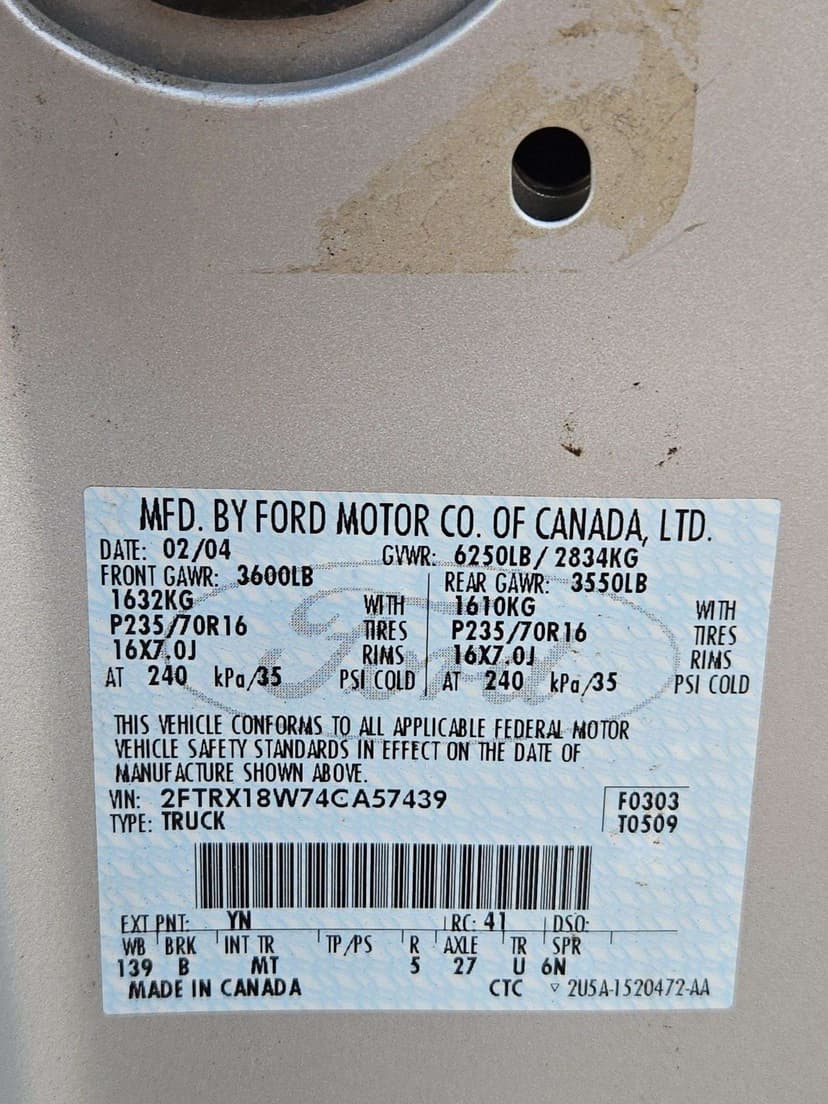 MFD. BY FORD MOTOR CO. OF CANADA, LTD.
DATE: 02/04 GVWR: 6250LB/2834KG
FRONT GAWR: 3600LB REAR GAWR: 3550LB
1632KG WITH 1610KG WITH
P235/70R16 TIRES P235/70R16 TIRES
16X7.0J RIMS 16X7.0J RIMS
AT 240 kPa/35 PSI COLD AT 240 kPa/35 PSI COLD
Ford
THIS VEHICLE CONFORMS TO ALL APPLICABLE FEDERAL MOTOR
VEHICLE SAFETY STANDARDS IN EFFECT ON THE DATE OF
MANUFACTURE SHOWN ABOVE.
VIN: 2FTRX18W74CA57439 F0303
TYPE: TRUCK T0509
EXT PNT: YN RC: 41 DSO:
WB BRK INT TR TP/PS R AXLE TR SPR
139 B MT 5 27 U 6N
MADE IN CANADA CTC ▽ 2U5A-1520472-AA